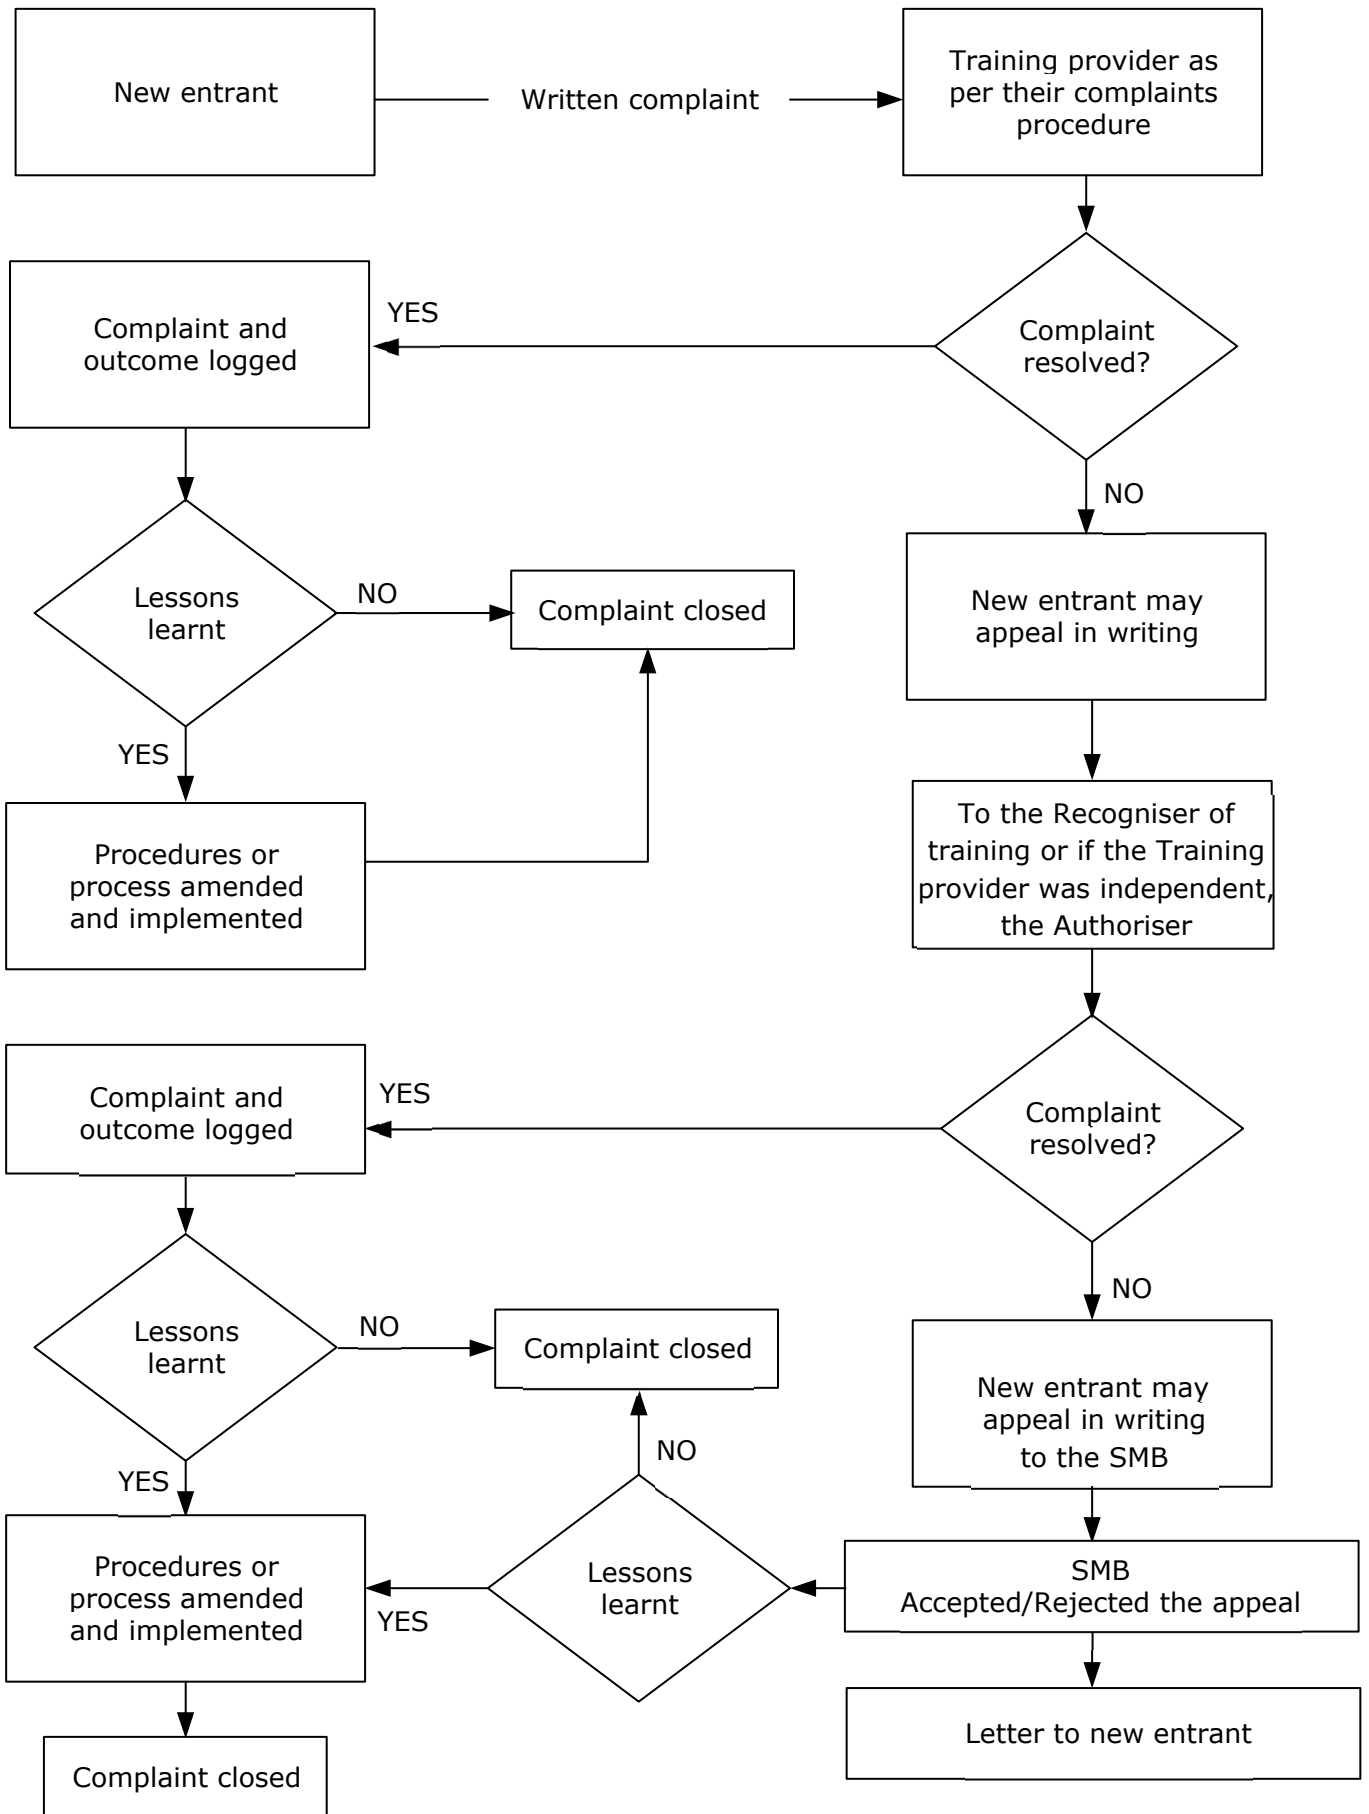 New entrant
Written complaint
Training provider as
per their complaints
procedure
Complaint and
outcome logged
YES
Complaint
resolved?
NO
Lessons
learnt
NO
Complaint closed
New entrant may
appeal in writing
YES
Procedures or
process amended
and implemented
To the Recogniser of
training or if the Training
provider was independent,
the Authoriser
Complaint and
outcome logged
YES
Complaint
resolved?
NO
Lessons
learnt
NO
Complaint closed
New entrant may
appeal in writing
to the SMB
NO
YES
Procedures or
process amended
and implemented
YES
Lessons
learnt
SMB
Accepted/Rejected the appeal
Letter to new entrant
Complaint closed